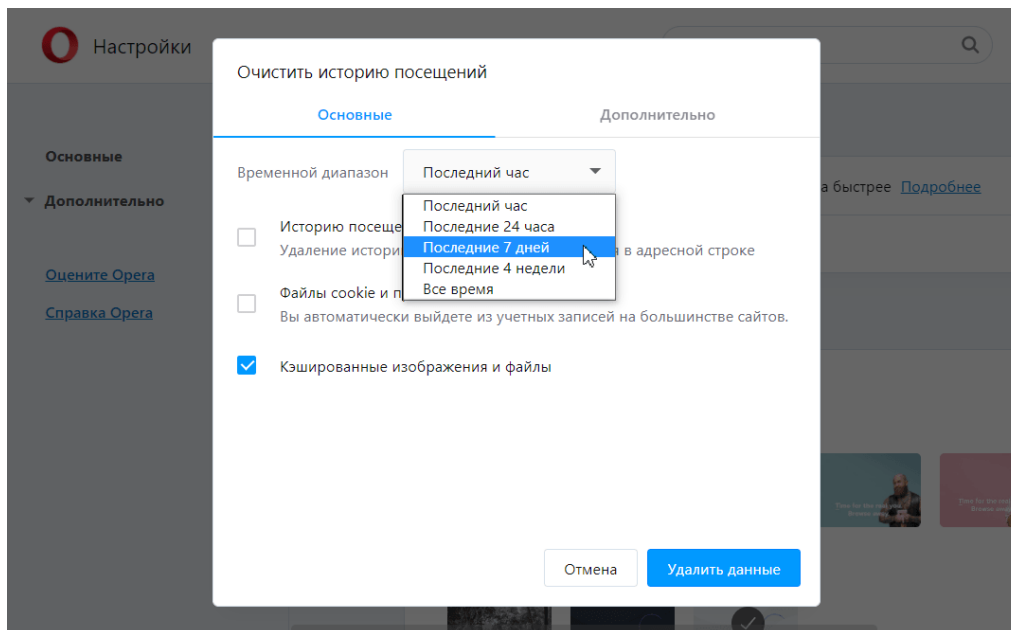 Настройки
Очистить историю посещений
Основные
Дополнительно
Основные
Временной диапазон
Последний час
а быстрее Подробнее
Дополнительно
Последний час
Историю посеще
Последние 24 часа
Последние 7 дней
Удаление истори
в адресной строке
Последние 4 недели
Оцените Opera
Файлы cookie и п
Все время
Справка Opera
Вы автоматически выйдете из учетных записей на большинстве сайтов.
Кэшированные изображения и файлы
Отмена
Удалить данные